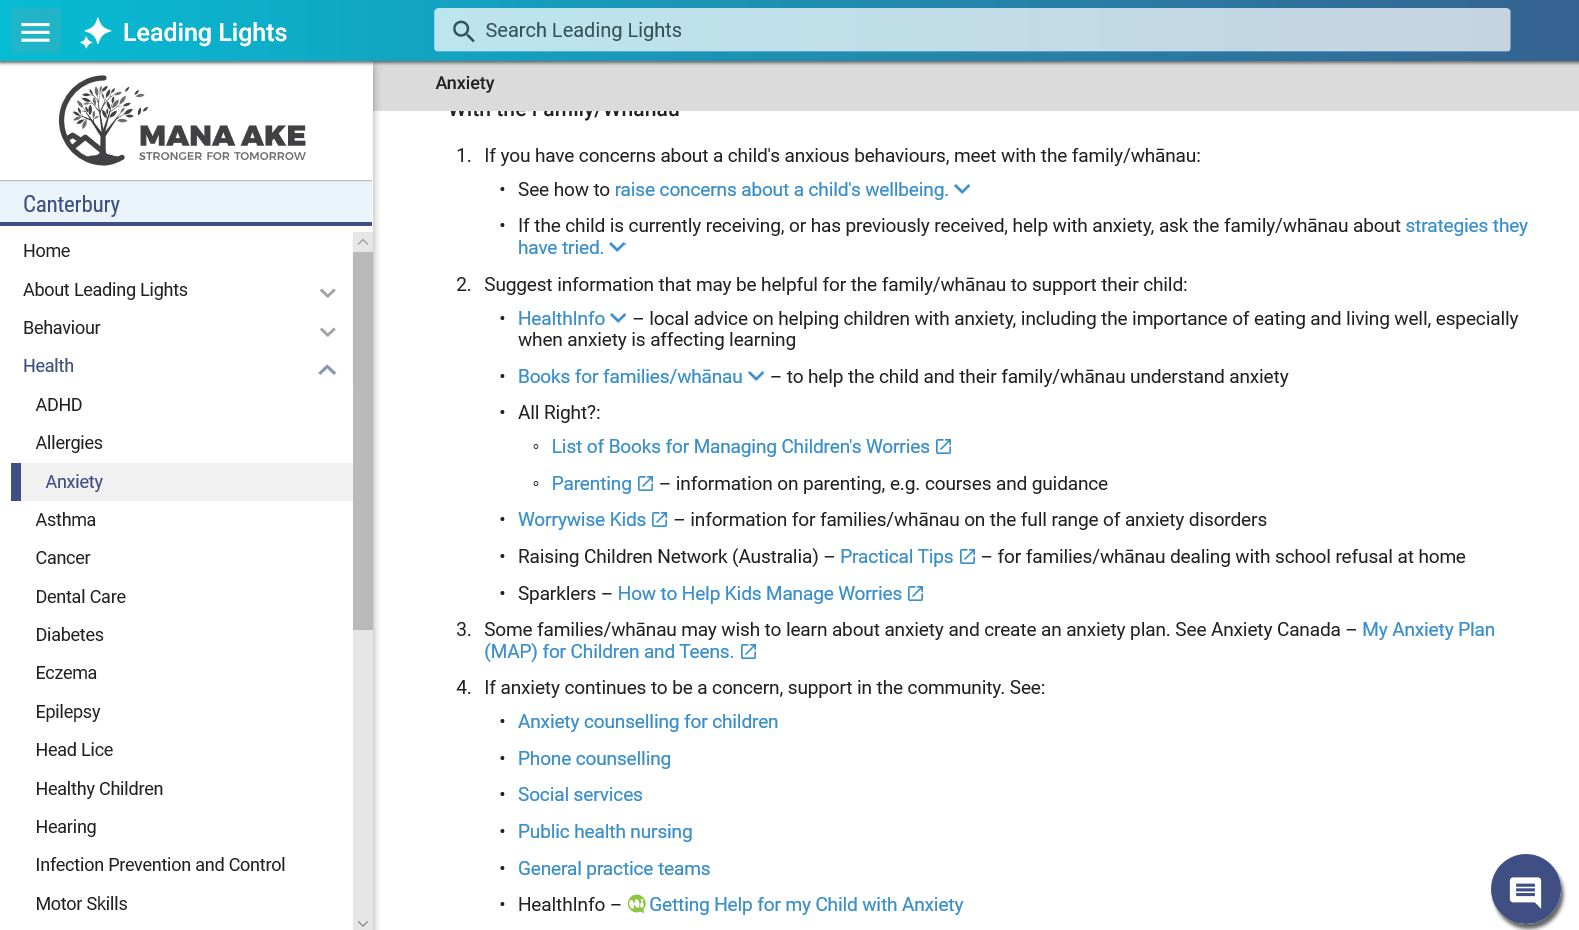 Leading Lights
Search Leading Lights
MANA AKE
STRONGER FOR TOMORROW
Canterbury
Home
About Leading Lights
Behaviour
Health
ADHD
Allergies
Anxiety
Asthma
Cancer
Dental Care
Diabetes
Eczema
Epilepsy
Head Lice
Healthy Children
Hearing
Infection Prevention and Control
Motor Skills
Anxiety
With the Family/Whānau
1. If you have concerns about a child's anxious behaviours, meet with the family/whānau:
• See how to raise concerns about a child's wellbeing.
• If the child is currently receiving, or has previously received, help with anxiety, ask the family/whānau about strategies they
have tried.
2. Suggest information that may be helpful for the family/whānau to support their child:
• HealthInfo – local advice on helping children with anxiety, including the importance of eating and living well, especially
when anxiety is affecting learning
• Books for families/whānau – to help the child and their family/whānau understand anxiety
• All Right?:
◦ List of Books for Managing Children's Worries
◦ Parenting – information on parenting, e.g. courses and guidance
• Worrywise Kids – information for families/whānau on the full range of anxiety disorders
• Raising Children Network (Australia) – Practical Tips – for families/whānau dealing with school refusal at home
• Sparklers – How to Help Kids Manage Worries
3. Some families/whānau may wish to learn about anxiety and create an anxiety plan. See Anxiety Canada – My Anxiety Plan
(MAP) for Children and Teens.
4. If anxiety continues to be a concern, support in the community. See:
• Anxiety counselling for children
• Phone counselling
• Social services
• Public health nursing
• General practice teams
• HealthInfo – Getting Help for my Child with Anxiety